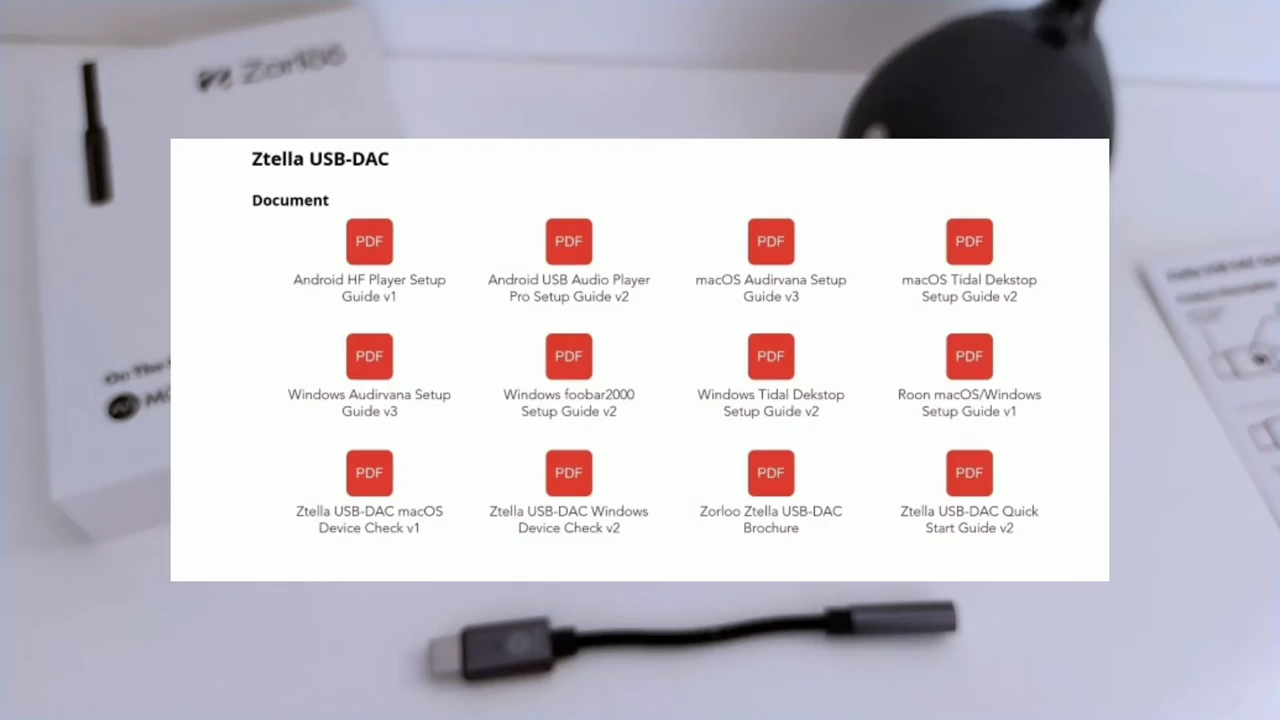 Ztella USB-DAC
Document
PDF PDF PDF PDF
Android HF Player Setup
Guide v1
Android USB Audio Player
Pro Setup Guide v2
macOS Audirvana Setup
Guide v3
macOS Tidal Dekstop
Setup Guide v2
PDF PDF PDF PDF
Windows Audirvana Setup
Guide v3
Windows foobar2000
Setup Guide v2
Windows Tidal Dekstop
Setup Guide v2
Roon macOS/Windows
Setup Guide v1
PDF PDF PDF PDF
Ztella USB-DAC macOS
Device Check v1
Ztella USB-DAC Windows
Device Check v2
Zorloo Ztella USB-DAC
Brochure
Ztella USB-DAC Quick
Start Guide v2
On The